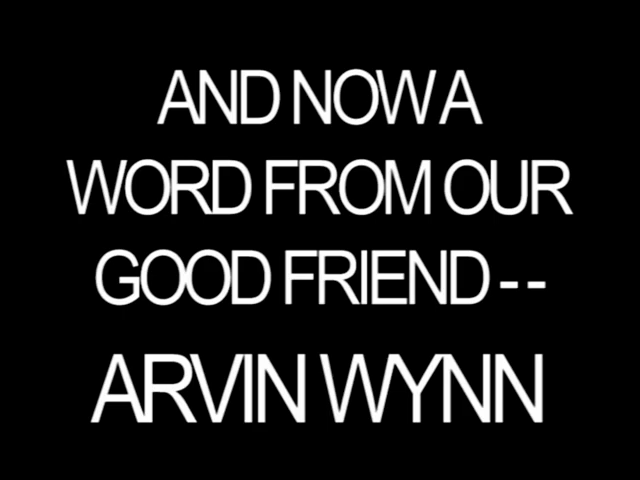 AND NOW A
WORD FROM OUR
GOOD FRIEND --
ARVIN WYNN